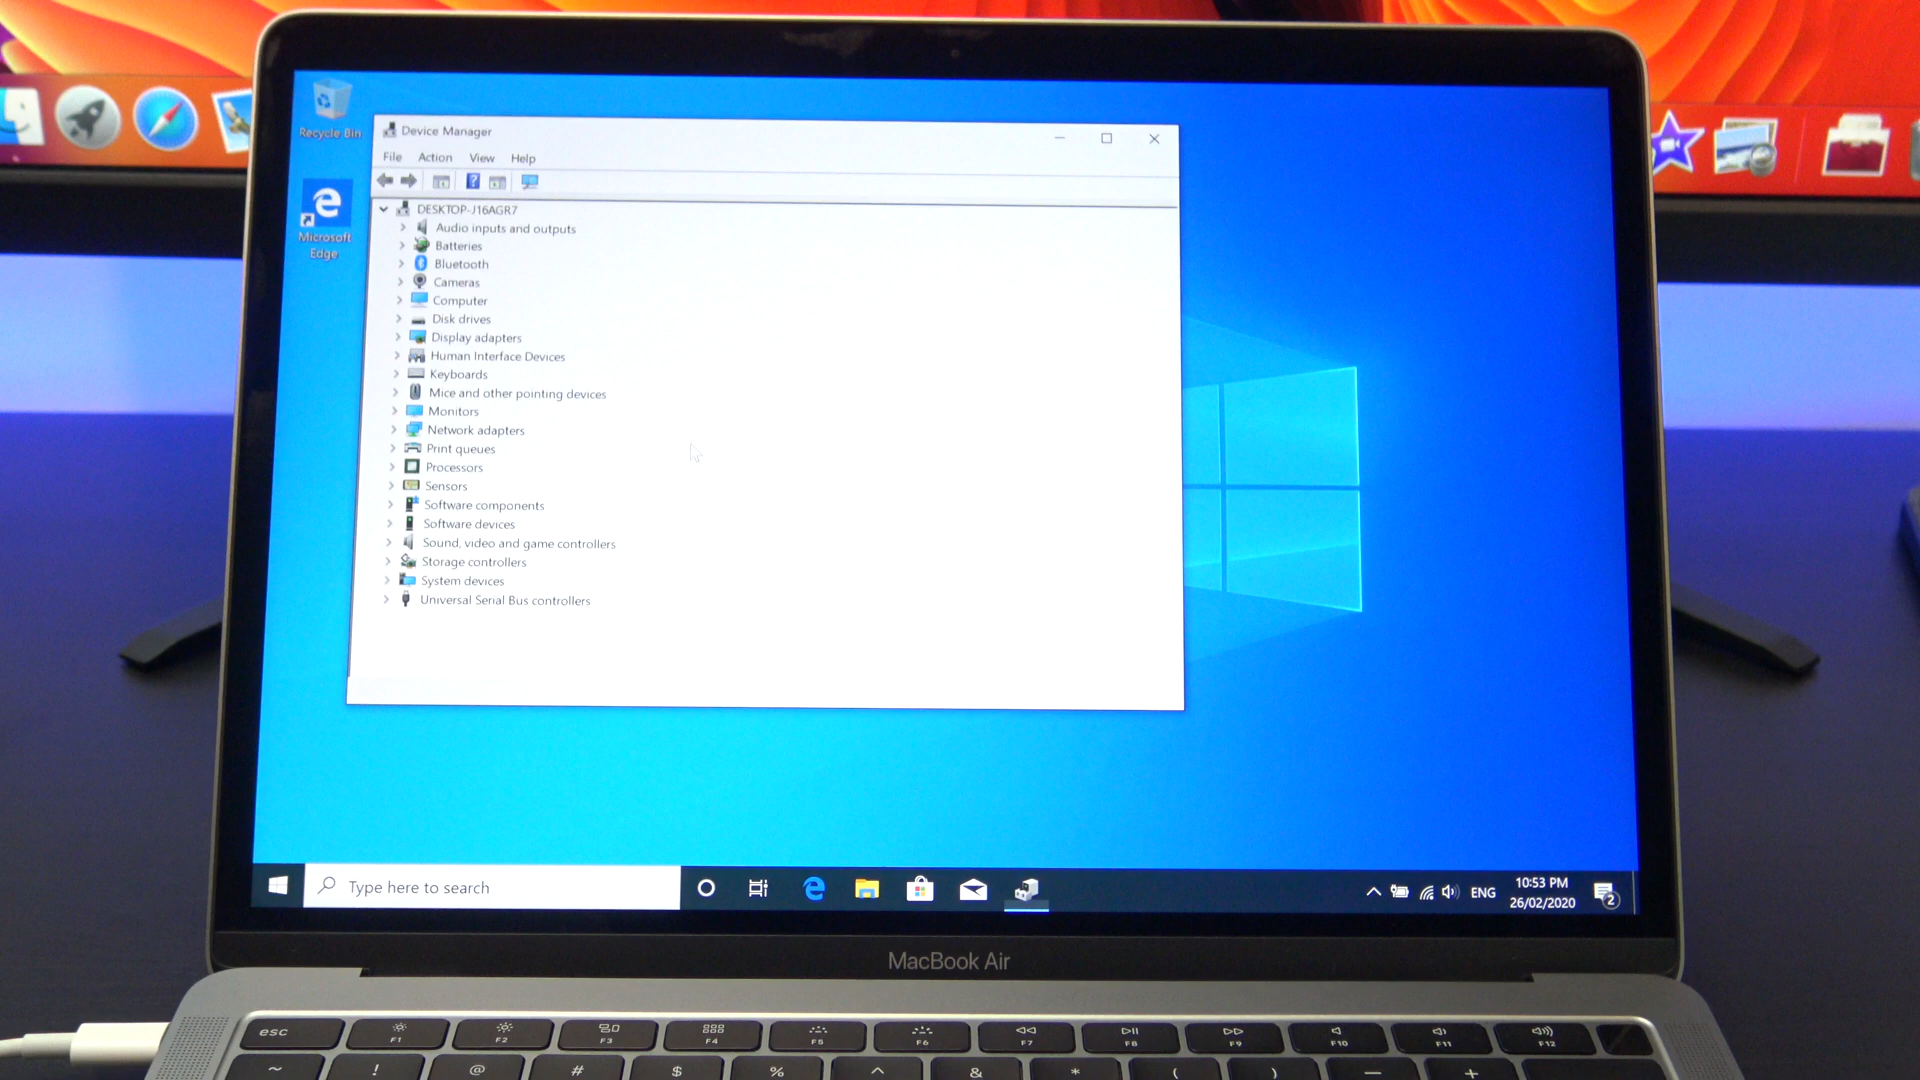 Recycle Bin
Microsoft
Edge
Device Manager
File Action View Help
DESKTOP-J16AGR7
Audio inputs and outputs
Batteries
Bluetooth
Cameras
Computer
Disk drives
Display adapters
Human Interface Devices
Keyboards
Mice and other pointing devices
Monitors
Network adapters
Print queues
Processors
Sensors
Software components
Software devices
Sound, video and game controllers
Storage controllers
System devices
Universal Serial Bus controllers
Type here to search
ENG
10:53 PM
26/02/2020
2
MacBook Air
esc F1 F2 F3 F4 F5 F6 F7 F8 F9 F10 F11 F12
~ ! @ # $ % ^ & * ( ) — +